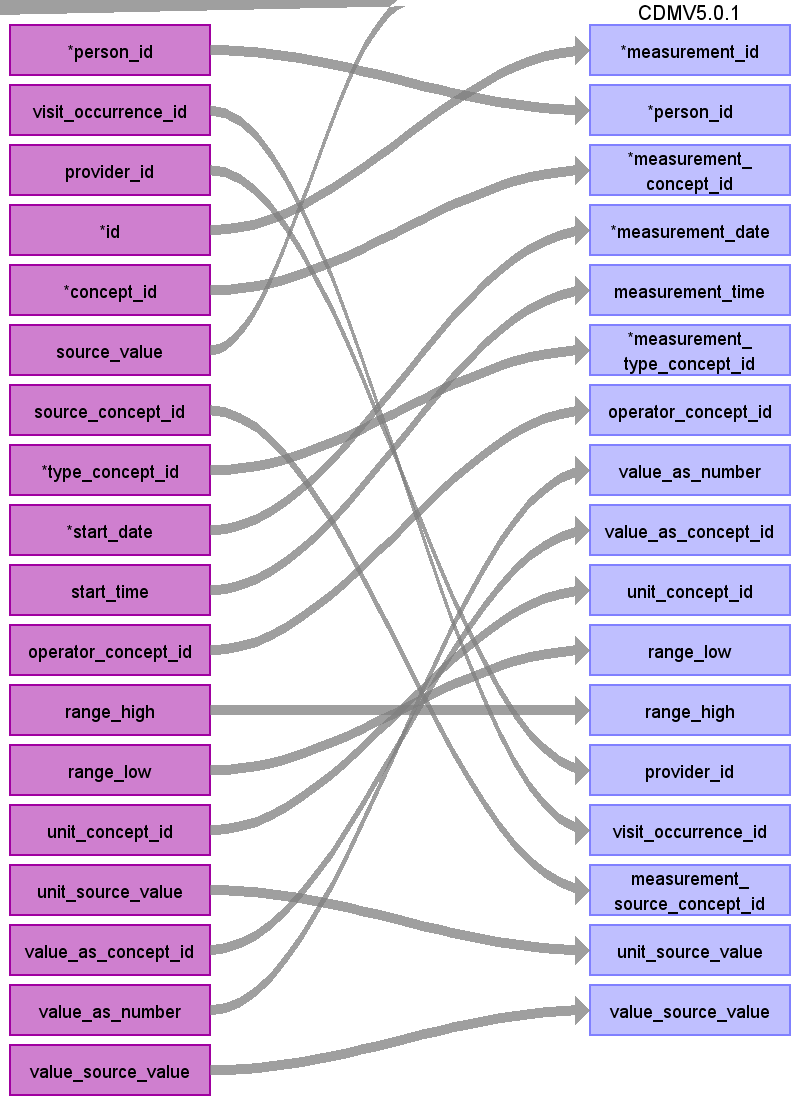 CDMV5.0.1
*person_id
visit_occurrence_id
provider_id
*id
*concept_id
source_value
source_concept_id
*type_concept_id
*start_date
start_time
operator_concept_id
range_high
range_low
unit_concept_id
unit_source_value
value_as_concept_id
value_as_number
value_source_value
*measurement_id
*person_id
*measurement_
concept_id
*measurement_date
measurement_time
*measurement_
type_concept_id
operator_concept_id
value_as_number
value_as_concept_id
unit_concept_id
range_low
range_high
provider_id
visit_occurrence_id
measurement_
source_concept_id
unit_source_value
value_source_value